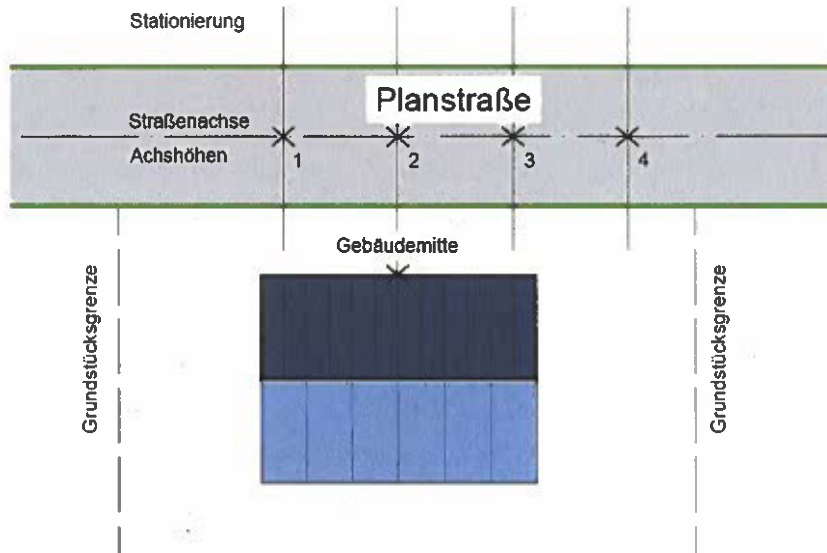 Stationierung
Planstraße
Straßenachse
Achshöhen
1
2
3
4
Gebäudemitte
Grundstücksgrenze
Grundstücksgrenze